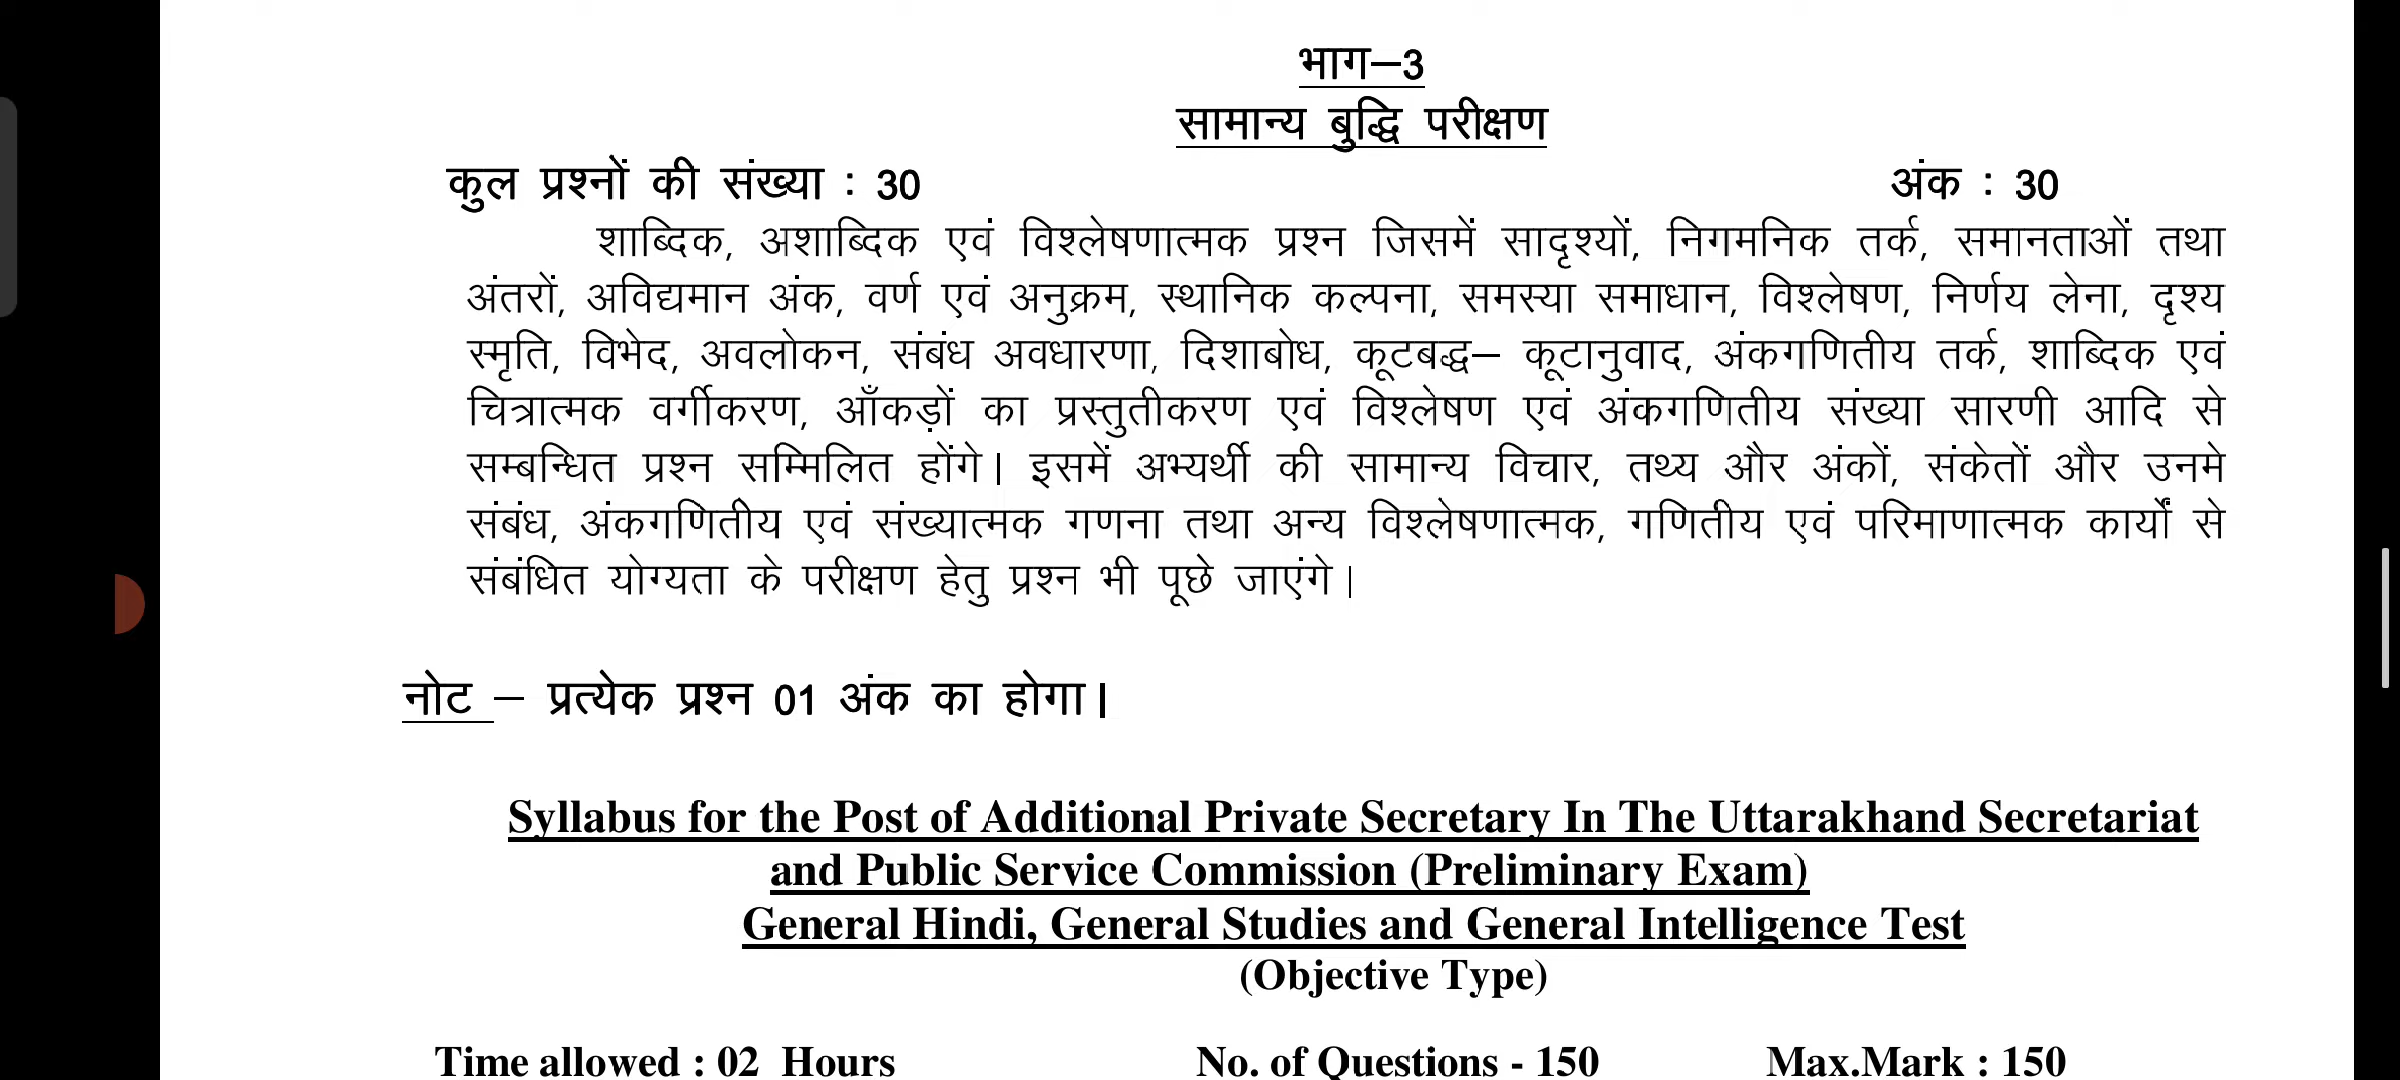 भाग–3
सामान्य बुद्धि परीक्षण
कुल प्रश्नों की संख्या : 30 अंक : 30
शाब्दिक, अशाब्दिक एवं विश्लेषणात्मक प्रश्न जिसमें सादृश्यों, निगमनिक तर्क, समानताओं तथा
अंतरों, अविद्यमान अंक, वर्ण एवं अनुक्रम, स्थानिक कल्पना, समस्या समाधान, विश्लेषण, निर्णय लेना, दृश्य
स्मृति, विभेद, अवलोकन, संबंध अवधारणा, दिशाबोध, कूटबद्ध– कूटानुवाद, अंकगणितीय तर्क, शाब्दिक एवं
चित्रात्मक वर्गीकरण, आँकड़ों का प्रस्तुतीकरण एवं विश्लेषण एवं अंकगणितीय संख्या सारणी आदि से
सम्बन्धित प्रश्न सम्मिलित होंगे। इसमें अभ्यर्थी की सामान्य विचार, तथ्य और अंकों, संकेतों और उनमे
संबंध, अंकगणितीय एवं संख्यात्मक गणना तथा अन्य विश्लेषणात्मक, गणितीय एवं परिमाणात्मक कार्यों से
संबंधित योग्यता के परीक्षण हेतु प्रश्न भी पूछे जाएंगे।
नोट – प्रत्येक प्रश्न 01 अंक का होगा।
Syllabus for the Post of Additional Private Secretary In The Uttarakhand Secretariat
and Public Service Commission (Preliminary Exam)
General Hindi, General Studies and General Intelligence Test
(Objective Type)
Time allowed : 02 Hours No. of Questions - 150 Max.Mark : 150